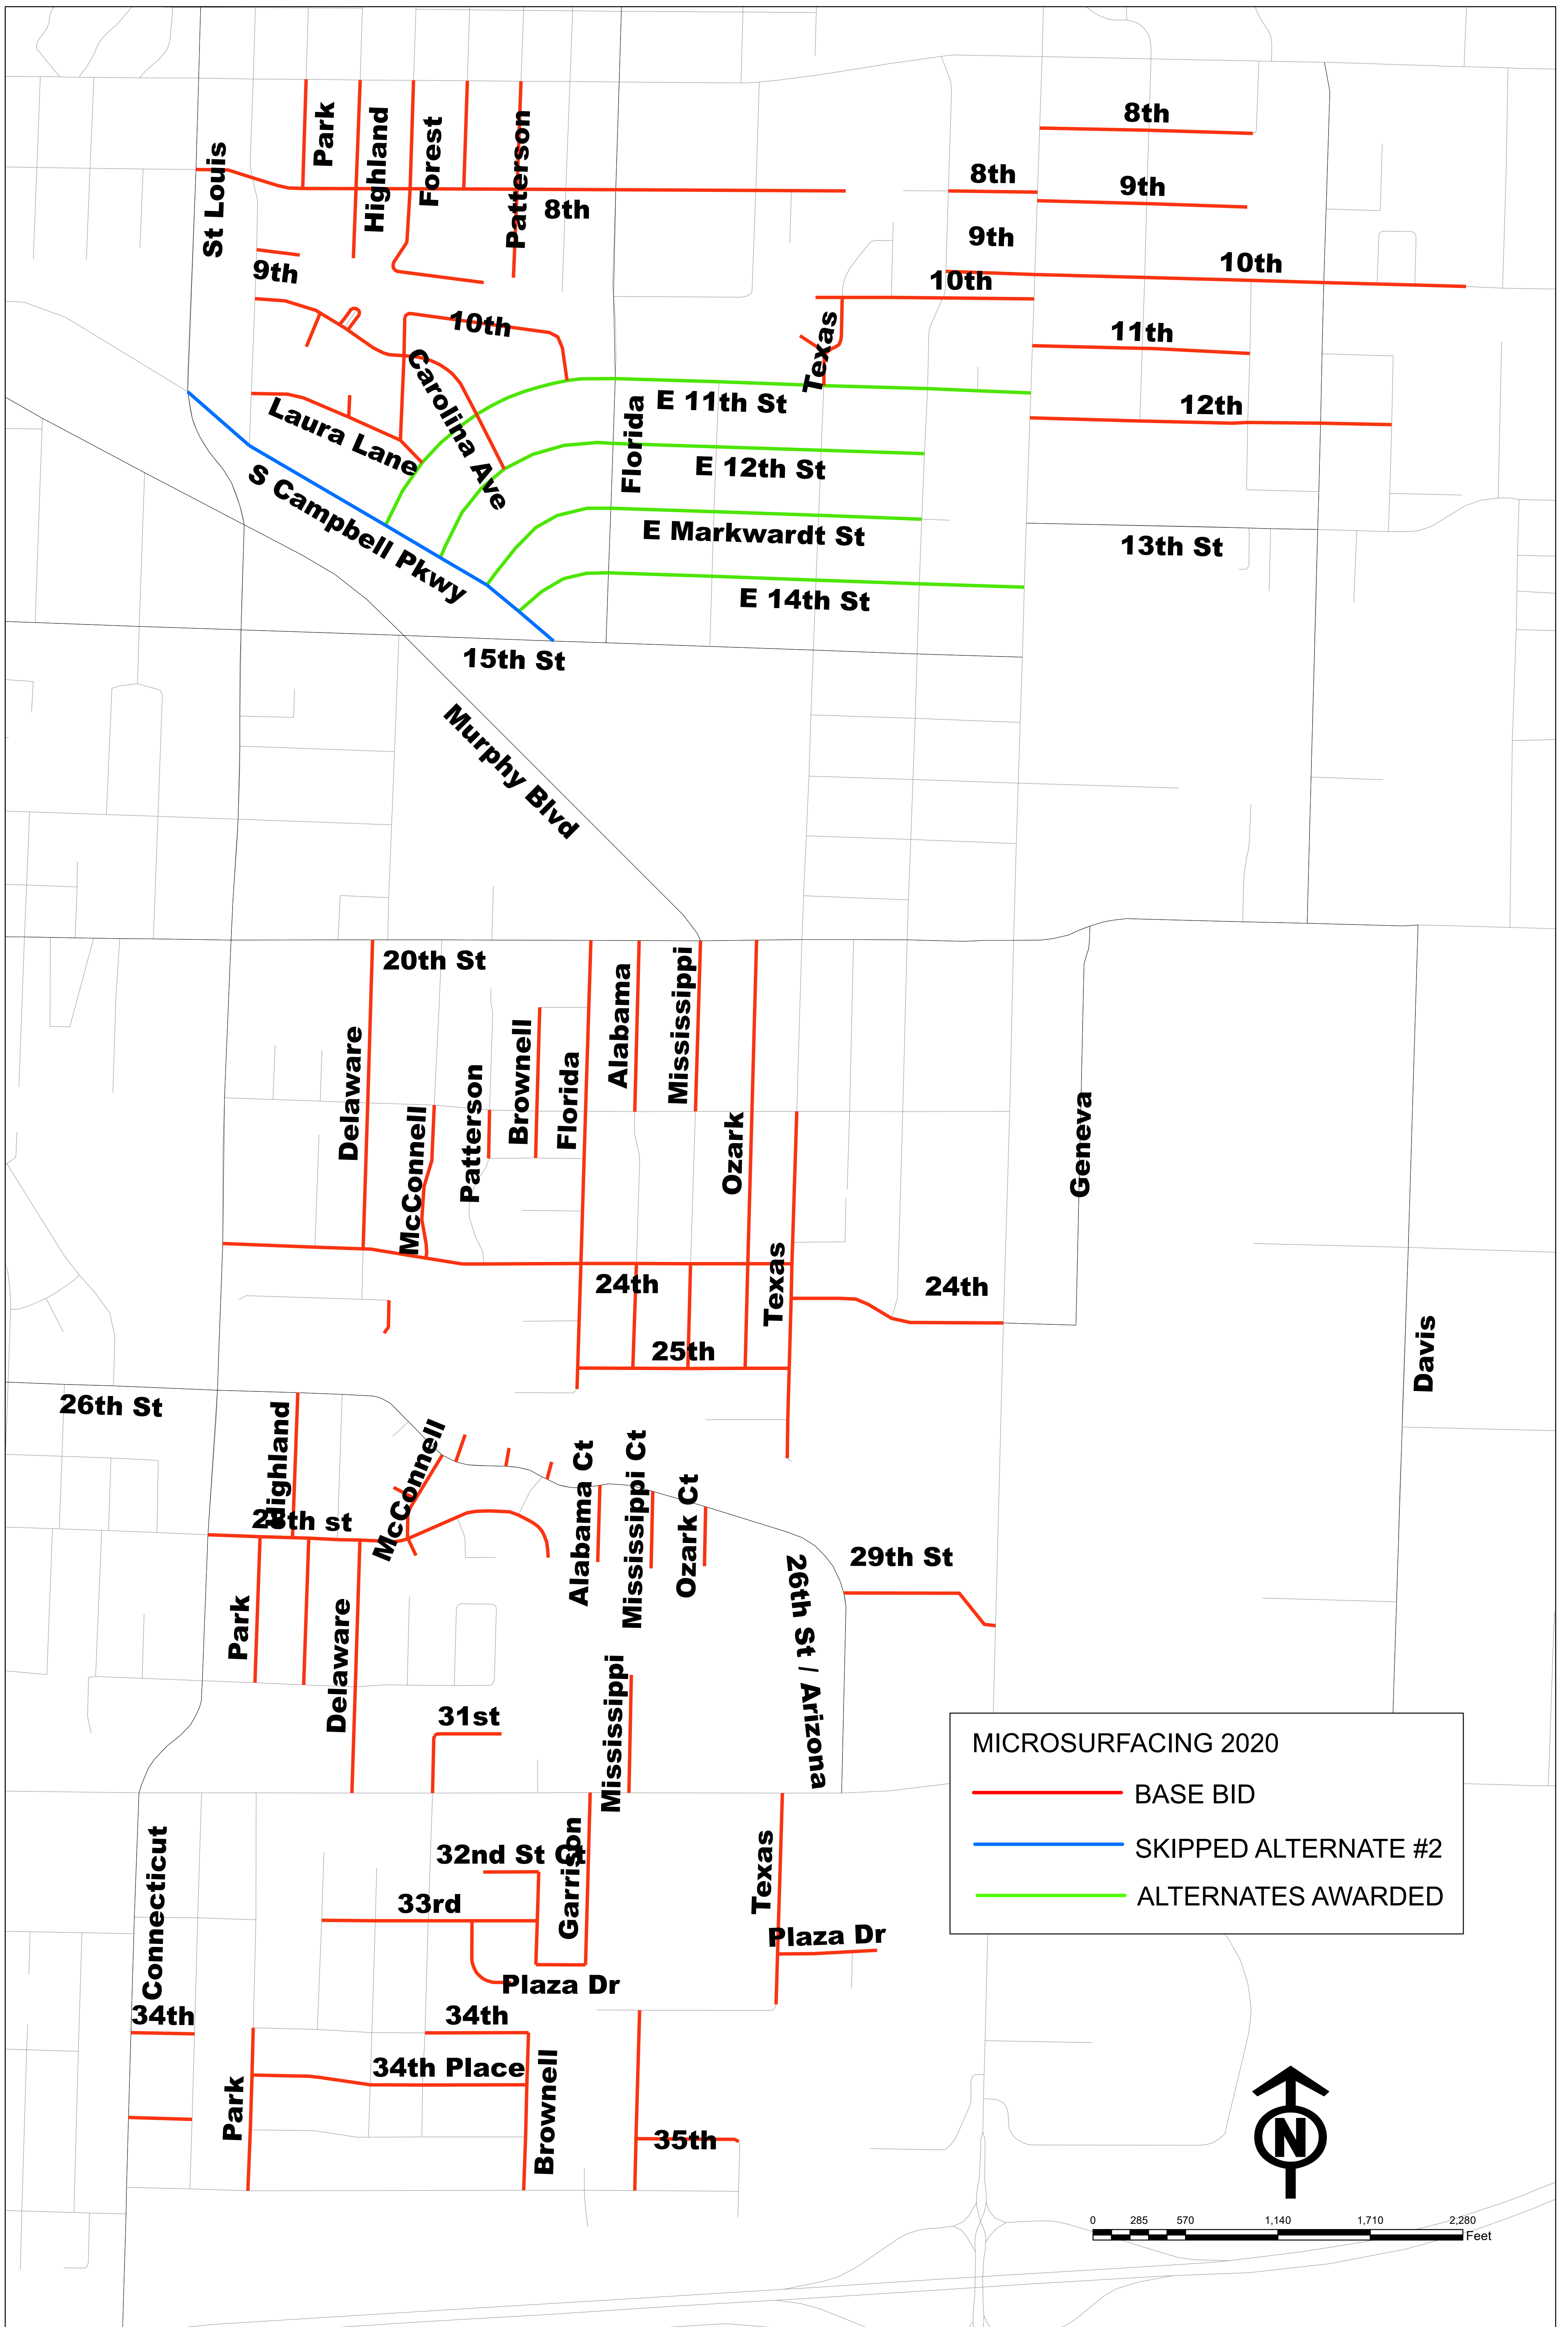 Park
Highland
Forest
Patterson
8th
St Louis
8th
8th
9th
9th
9th
10th
10th
10th
Texas
11th
Carolina Ave
E 11th St
12th
Laura Lane
Florida
E 12th St
S Campbell Pkwy
E Markwardt St
13th St
E 14th St
15th St
Murphy Blvd
20th St
Alabama
Mississippi
Delaware
Brownell
Florida
Patterson
McConnell
Ozark
Geneva
24th
Texas
24th
25th
Davis
26th St
Highland
McConnell
Alabama Ct
Mississippi Ct
Ozark Ct
28th st
29th St
26th St / Arizona
Park
Delaware
Mississippi
31st
MICROSURFACING 2020
BASE BID
SKIPPED ALTERNATE #2
ALTERNATES AWARDED
Connecticut
32nd St Ct
Garrison
Texas
33rd
Plaza Dr
Plaza Dr
34th
34th
34th Place
Park
Brownell
35th
N
0 285 570 1,140 1,710 2,280
Feet